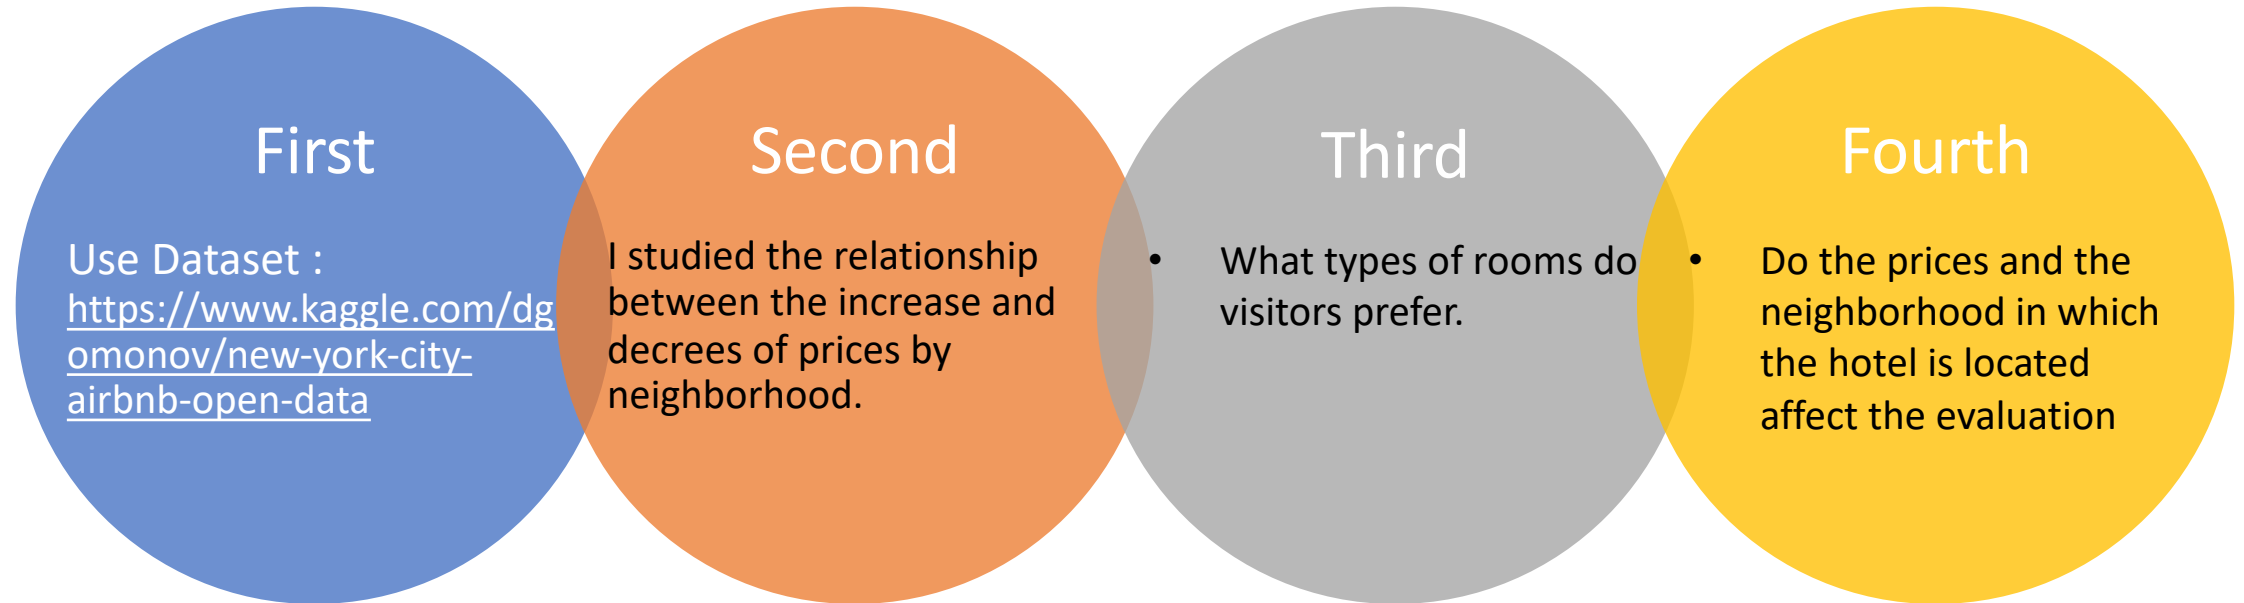 First
Use Dataset :
https://www.kaggle.com/dg
omonov/new-york-city-
airbnb-open-data
Second
I studied the relationship
between the increase and
decrees of prices by
neighborhood.
Third
• What types of rooms do
visitors prefer.
Fourth
• Do the prices and the
neighborhood in which
the hotel is located
affect the evaluation